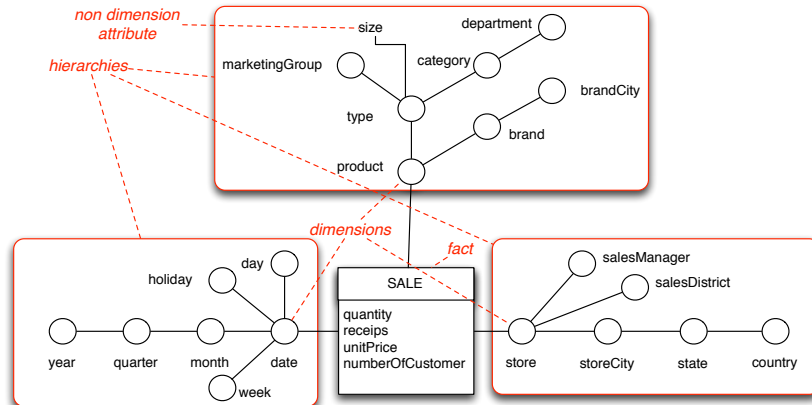 non dimension
attribute
size
department
hierarchies
marketingGroup
category
brandCity
type
brand
product
dimensions
fact
day
holiday
SALE
salesManager
salesDistrict
quantity
receips
unitPrice
numberOfCustomer
year
quarter
month
date
week
store
storeCity
state
country